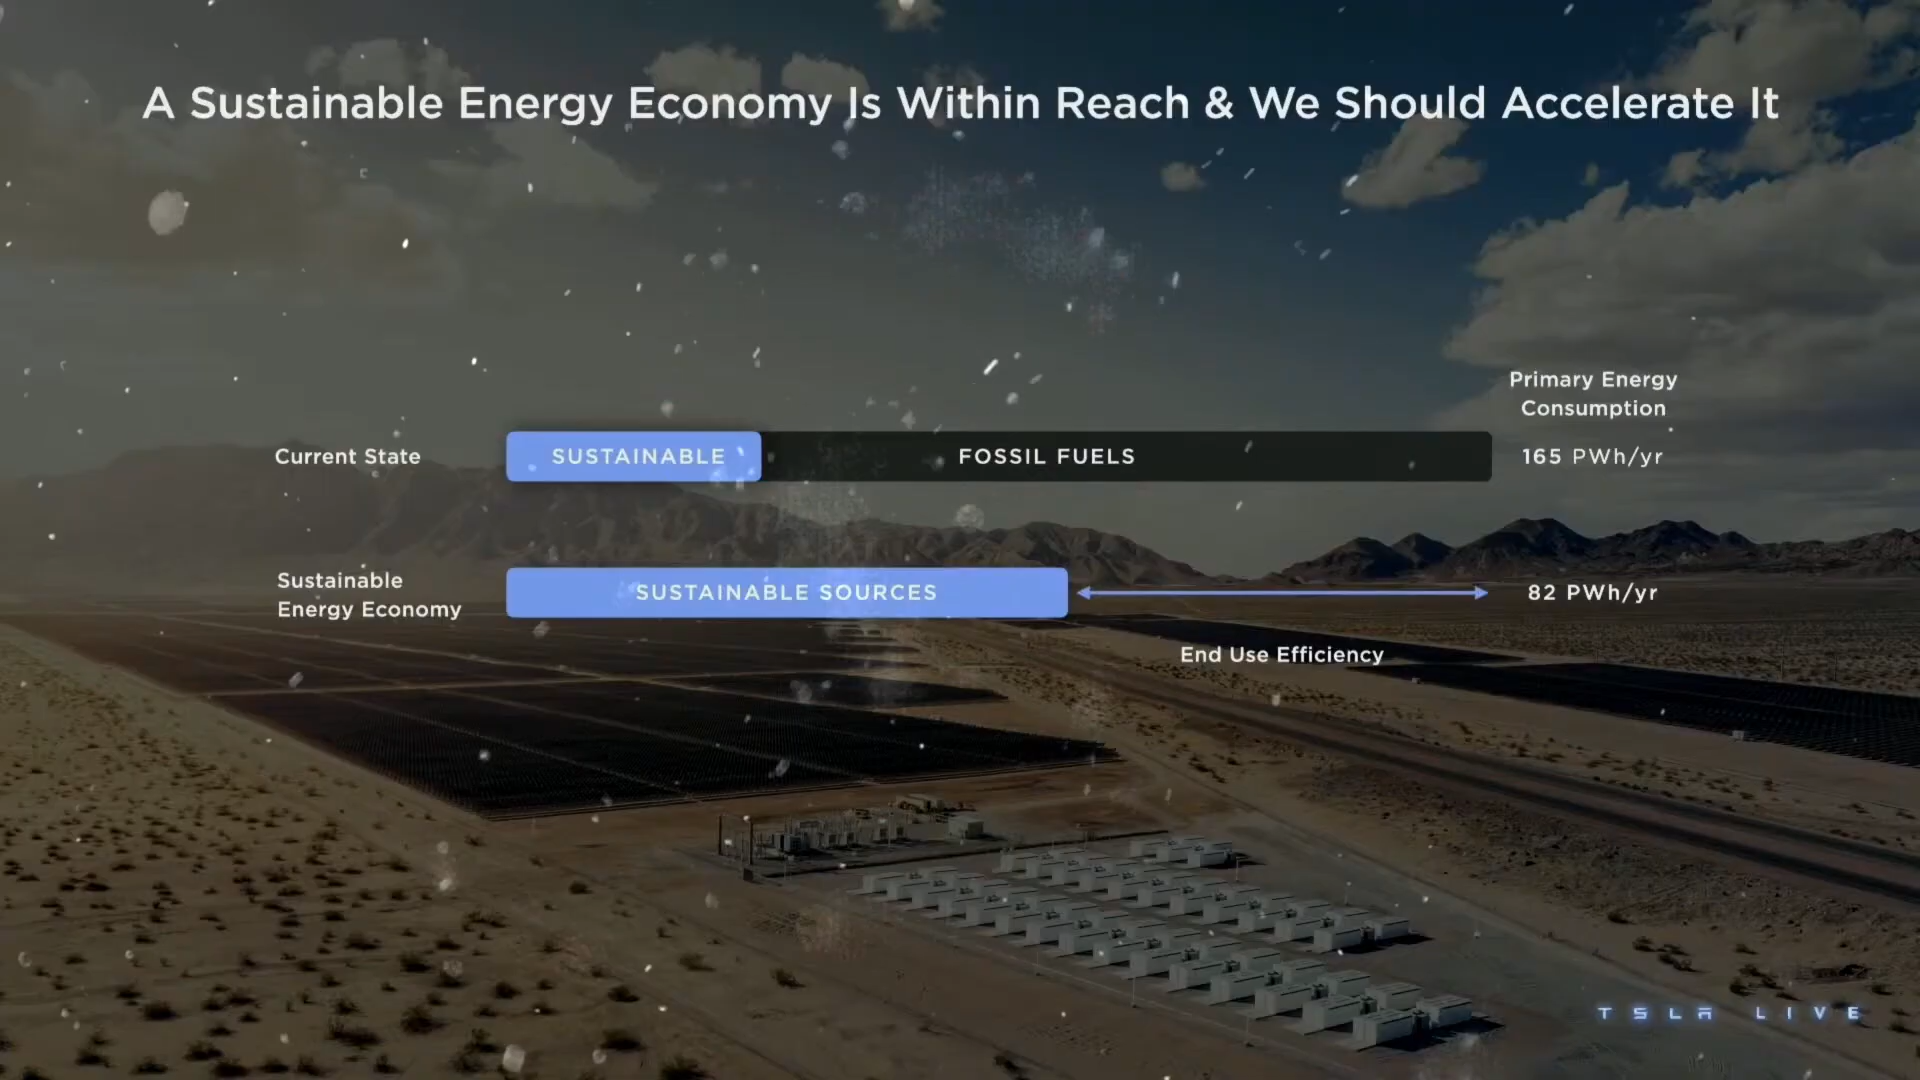 A Sustainable Energy Economy Is Within Reach & We Should Accelerate It
Primary Energy
Consumption
Current State
SUSTAINABLE
FOSSIL FUELS
165 PWh/yr
Sustainable
Energy Economy
SUSTAINABLE SOURCES
82 PWh/yr
End Use Efficiency
TSLA LIVE